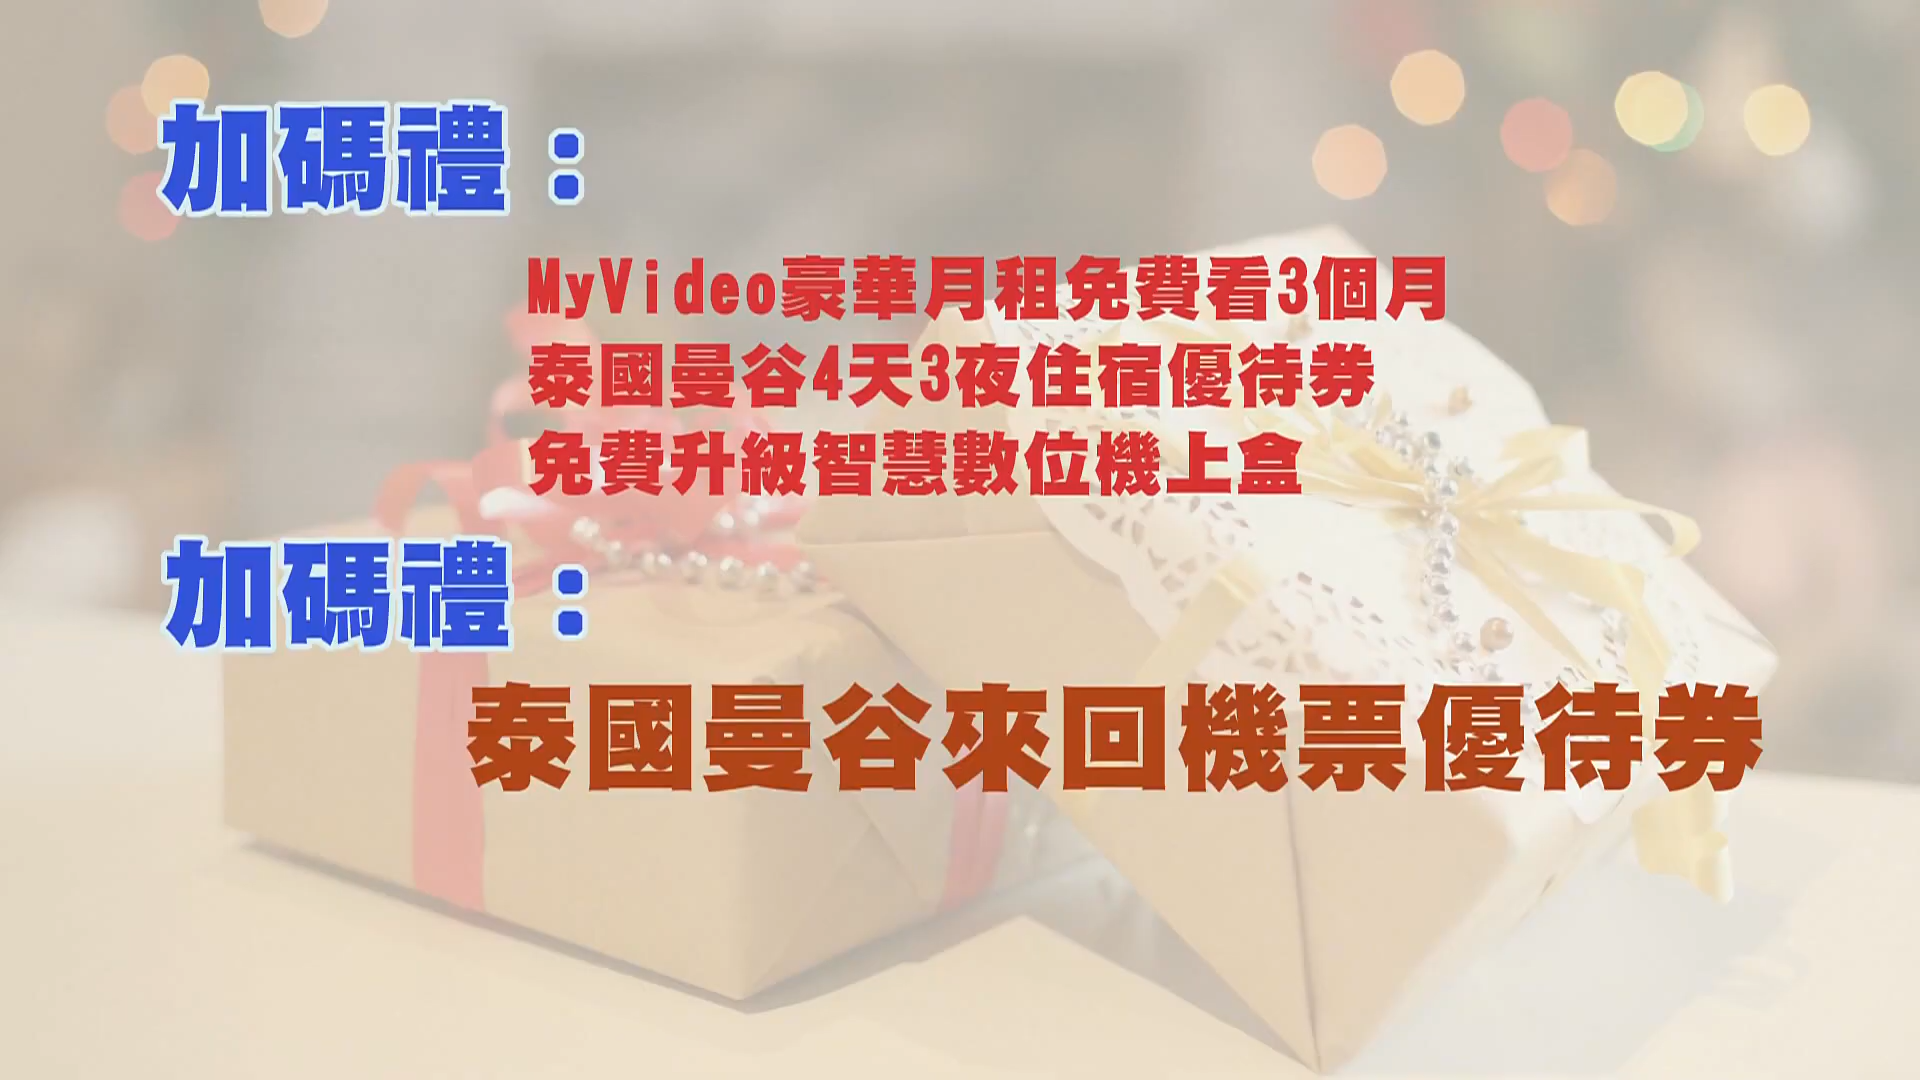 加碼禮：
MyVideo豪華月租免費看3個月
泰國曼谷4天3夜住宿優待券
免費升級智慧數位機上盒
加碼禮：
泰國曼谷來回機票優待券